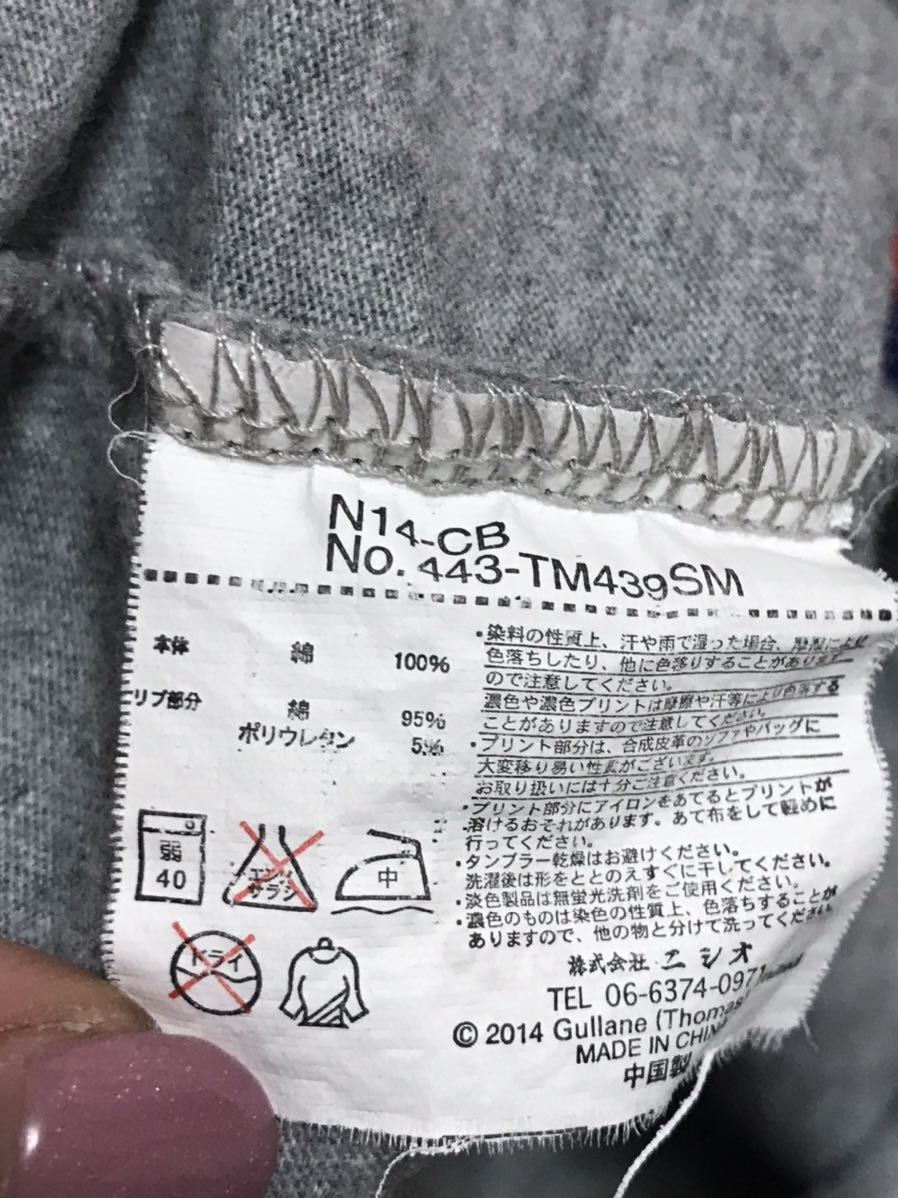 N14-CB
No. 443-TM439SM
本体 綿 100%
リブ部分 綿 95%
ポリウレタン 5%
・染料の性質上、汗や雨で湿った場合、摩擦により
色落ちしたり、他に色移りすることがあります
ので注意してください。
濃色や濃色プリントは摩擦や汗等により色落する
ことがありますので注意してください。
・プリント部分は、合成皮革のソファやバッグに
大変移り易い性質がございます。
お取り扱いには十分ご注意ください。
・プリント部分にアイロンをあてるとプリントが
溶けるおそれがあります。あて布をして軽めに
行ってください。
・タンブラー乾燥はお避けください。
洗濯後は形をととのえすぐに干してください。
・淡色製品は無蛍光洗剤をご使用ください。
・濃色のものは染色の性質上、色落ちすることが
ありますので、他の物と分けて洗ってください。
弱
40
エンソ
サラシ
中
ドライ
株式会社 ニシオ
TEL 06-6374-0971
© 2014 Gullane (Thomas)
MADE IN CHINA
中国製